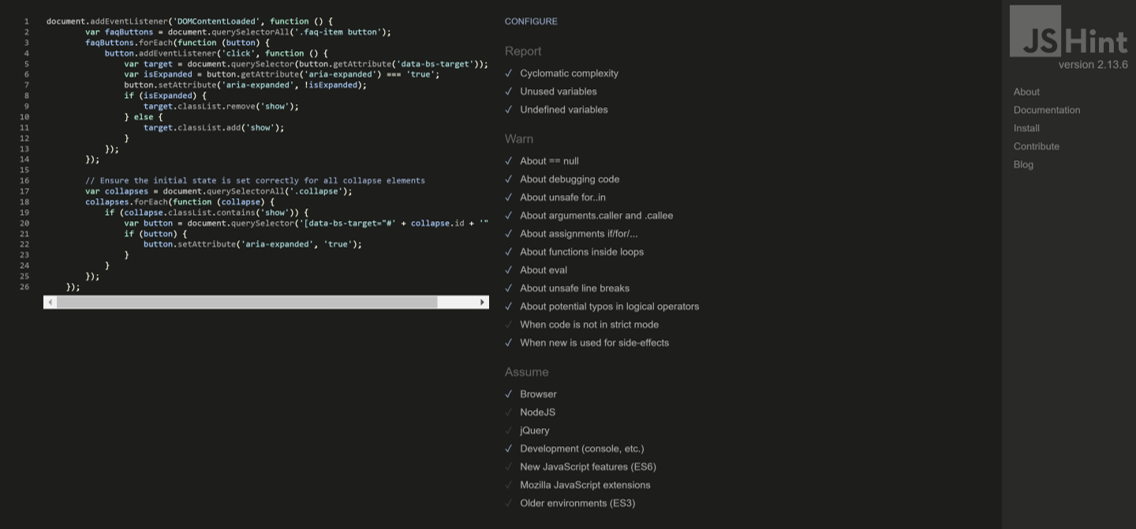 1 document.addEventListener('DOMContentLoaded', function () {
2 var faqButtons = document.querySelectorAll('.faq-item button');
3 faqButtons.forEach(function (button) {
4 button.addEventListener('click', function () {
5 var target = document.querySelector(button.getAttribute('data-bs-target'));
6 var isExpanded = button.getAttribute('aria-expanded') === 'true';
7 button.setAttribute('aria-expanded', !isExpanded);
8 if (isExpanded) {
9 target.classList.remove('show');
10 } else {
11 target.classList.add('show');
12 }
13 });
14 });
15
16 // Ensure the initial state is set correctly for all collapse elements
17 var collapses = document.querySelectorAll('.collapse');
18 collapses.forEach(function (collapse) {
19 if (collapse.classList.contains('show')) {
20 var button = document.querySelector('[data-bs-target="#' + collapse.id + '"
21 if (button) {
22 button.setAttribute('aria-expanded', 'true');
23 }
24 }
25 });
26 });
CONFIGURE
Report
Cyclomatic complexity
Unused variables
Undefined variables
Warn
About == null
About debugging code
About unsafe for..in
About arguments.caller and .callee
About assignments if/for/...
About functions inside loops
About eval
About unsafe line breaks
About potential typos in logical operators
When code is not in strict mode
When new is used for side-effects
Assume
Browser
NodeJS
jQuery
Development (console, etc.)
New JavaScript features (ES6)
Mozilla JavaScript extensions
Older environments (ES3)
JSHint
version 2.13.6
About
Documentation
Install
Contribute
Blog